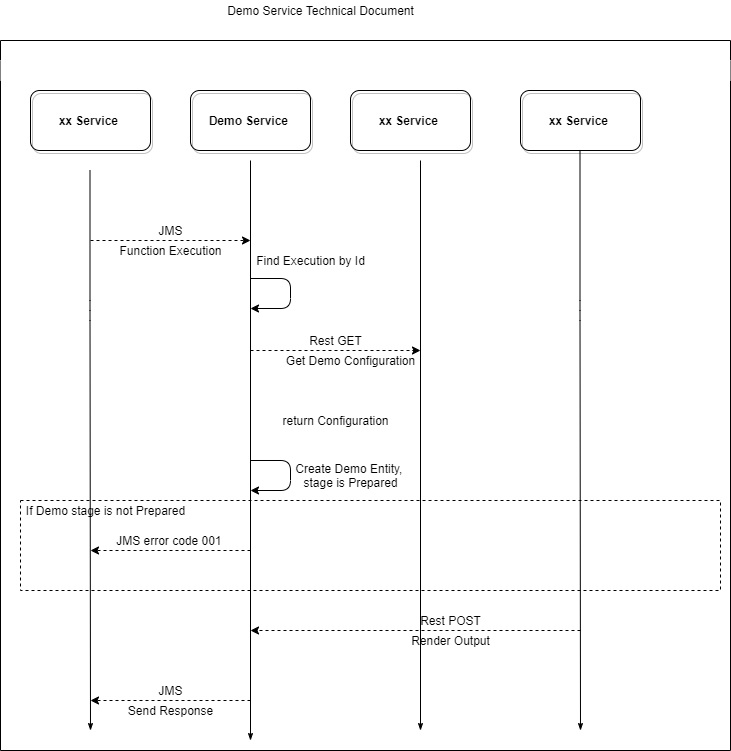 Demo Service Technical Document
xx Service
Demo Service
xx Service
xx Service
JMS
Function Execution
Find Execution by Id
Rest GET
Get Demo Configuration
return Configuration
Create Demo Entity,
stage is Prepared
If Demo stage is not Prepared
JMS error code 001
Rest POST
Render Output
JMS
Send Response